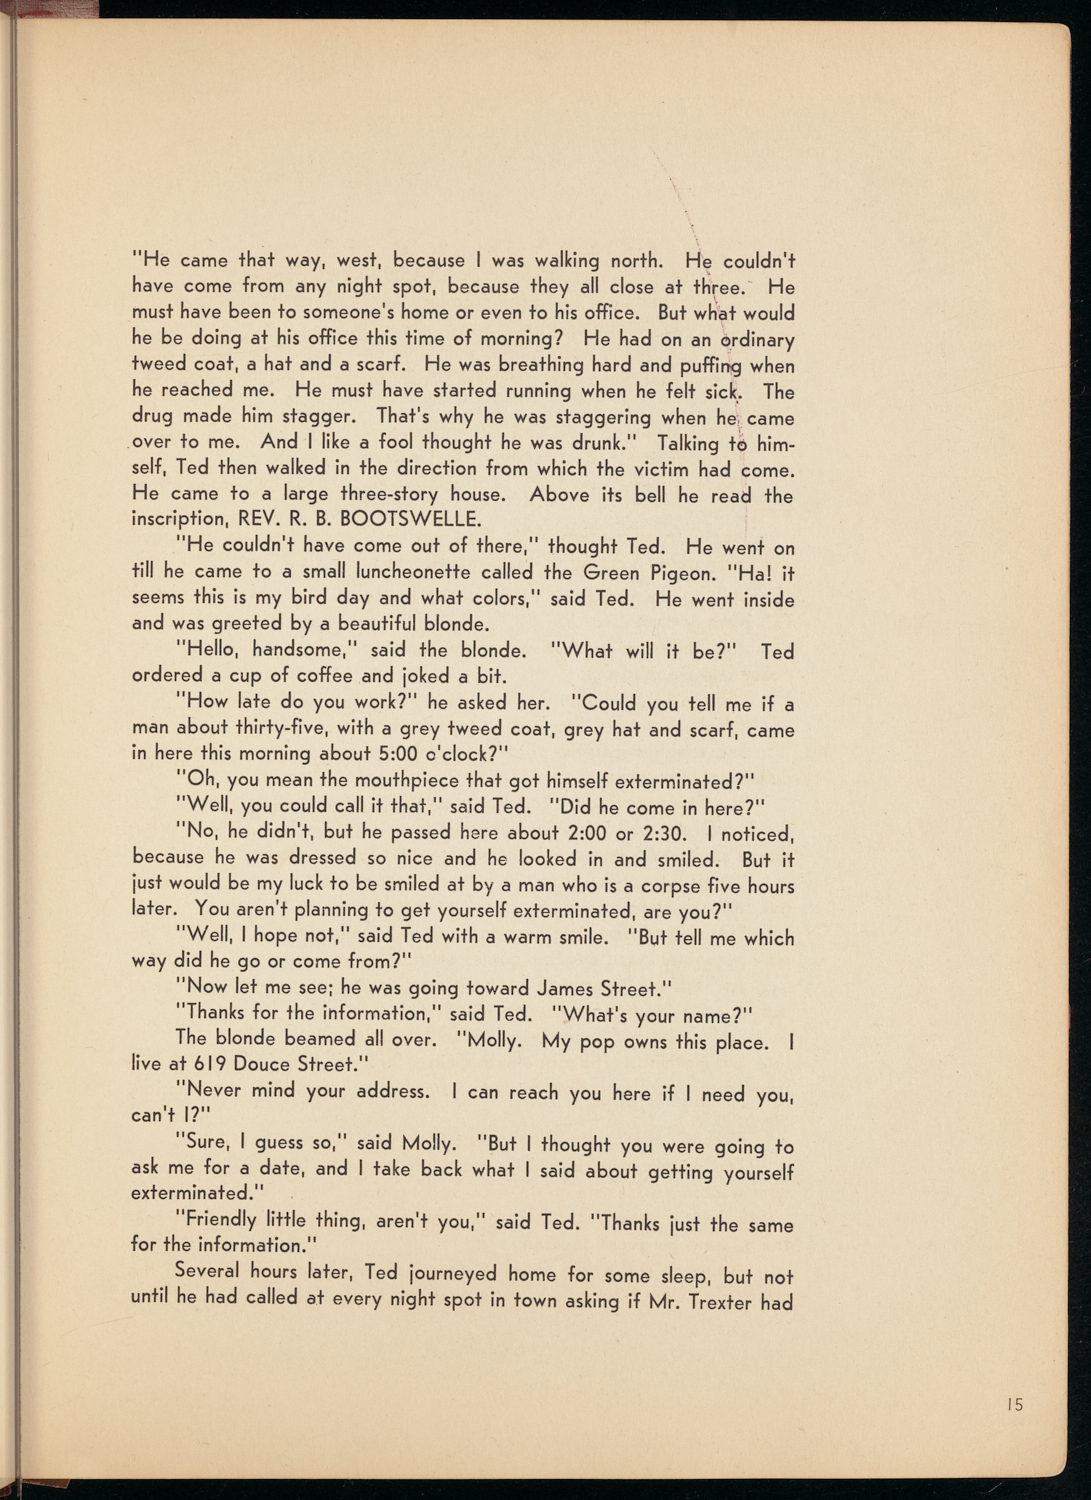 "He came that way, west, because I was walking north. He couldn't
have come from any night spot, because they all close at three. He
must have been to someone's home or even to his office. But what would
he be doing at his office this time of morning? He had on an ordinary
tweed coat, a hat and a scarf. He was breathing hard and puffing when
he reached me. He must have started running when he felt sick. The
drug made him stagger. That's why he was staggering when he came
over to me. And I like a fool thought he was drunk." Talking to him-
self, Ted then walked in the direction from which the victim had come.
He came to a large three-story house. Above its bell he read the
inscription, REV. R. B. BOOTSWELLE.
"He couldn't have come out of there," thought Ted. He went on
till he came to a small luncheonette called the Green Pigeon. "Ha! it
seems this is my bird day and what colors," said Ted. He went inside
and was greeted by a beautiful blonde.
"Hello, handsome," said the blonde. "What will it be?" Ted
ordered a cup of coffee and joked a bit.
"How late do you work?" he asked her. "Could you tell me if a
man about thirty-five, with a grey tweed coat, grey hat and scarf, came
in here this morning about 5:00 o'clock?"
"Oh, you mean the mouthpiece that got himself exterminated?"
"Well, you could call it that," said Ted. "Did he come in here?"
"No, he didn't, but he passed here about 2:00 or 2:30. I noticed,
because he was dressed so nice and he looked in and smiled. But it
just would be my luck to be smiled at by a man who is a corpse five hours
later. You aren't planning to get yourself exterminated, are you?"
"Well, I hope not," said Ted with a warm smile. "But tell me which
way did he go or come from?"
"Now let me see; he was going toward James Street."
"Thanks for the information," said Ted. "What's your name?"
The blonde beamed all over. "Molly. My pop owns this place. I
live at 619 Douce Street."
"Never mind your address. I can reach you here if I need you,
can't I?"
"Sure, I guess so," said Molly. "But I thought you were going to
ask me for a date, and I take back what I said about getting yourself
exterminated."
"Friendly little thing, aren't you," said Ted. "Thanks just the same
for the information."
Several hours later, Ted journeyed home for some sleep, but not
until he had called at every night spot in town asking if Mr. Trexter had
15